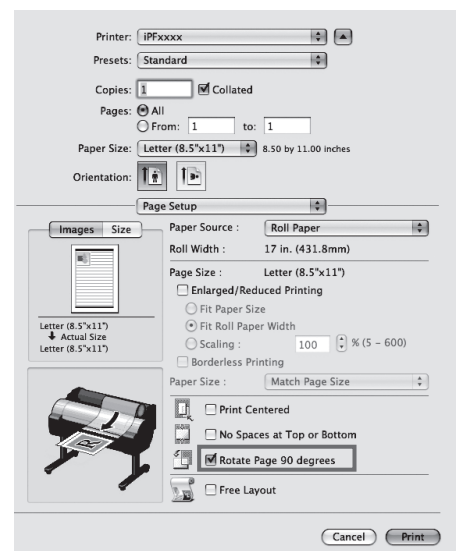 Printer: iPFxxxx
Presets: Standard
Copies: 1 Collated
Pages: All
From: 1 to: 1
Paper Size: Letter (8.5"x11") 8.50 by 11.00 inches
Orientation:
Page Setup
Images Size
Letter (8.5"x11")
Actual Size
Letter (8.5"x11")
Paper Source : Roll Paper
Roll Width : 17 in. (431.8mm)
Page Size : Letter (8.5"x11")
Enlarged/Reduced Printing
Fit Paper Size
Fit Roll Paper Width
Scaling : 100 % (5 - 600)
Borderless Printing
Paper Size : Match Page Size
Print Centered
No Spaces at Top or Bottom
Rotate Page 90 degrees
Free Layout
Cancel Print